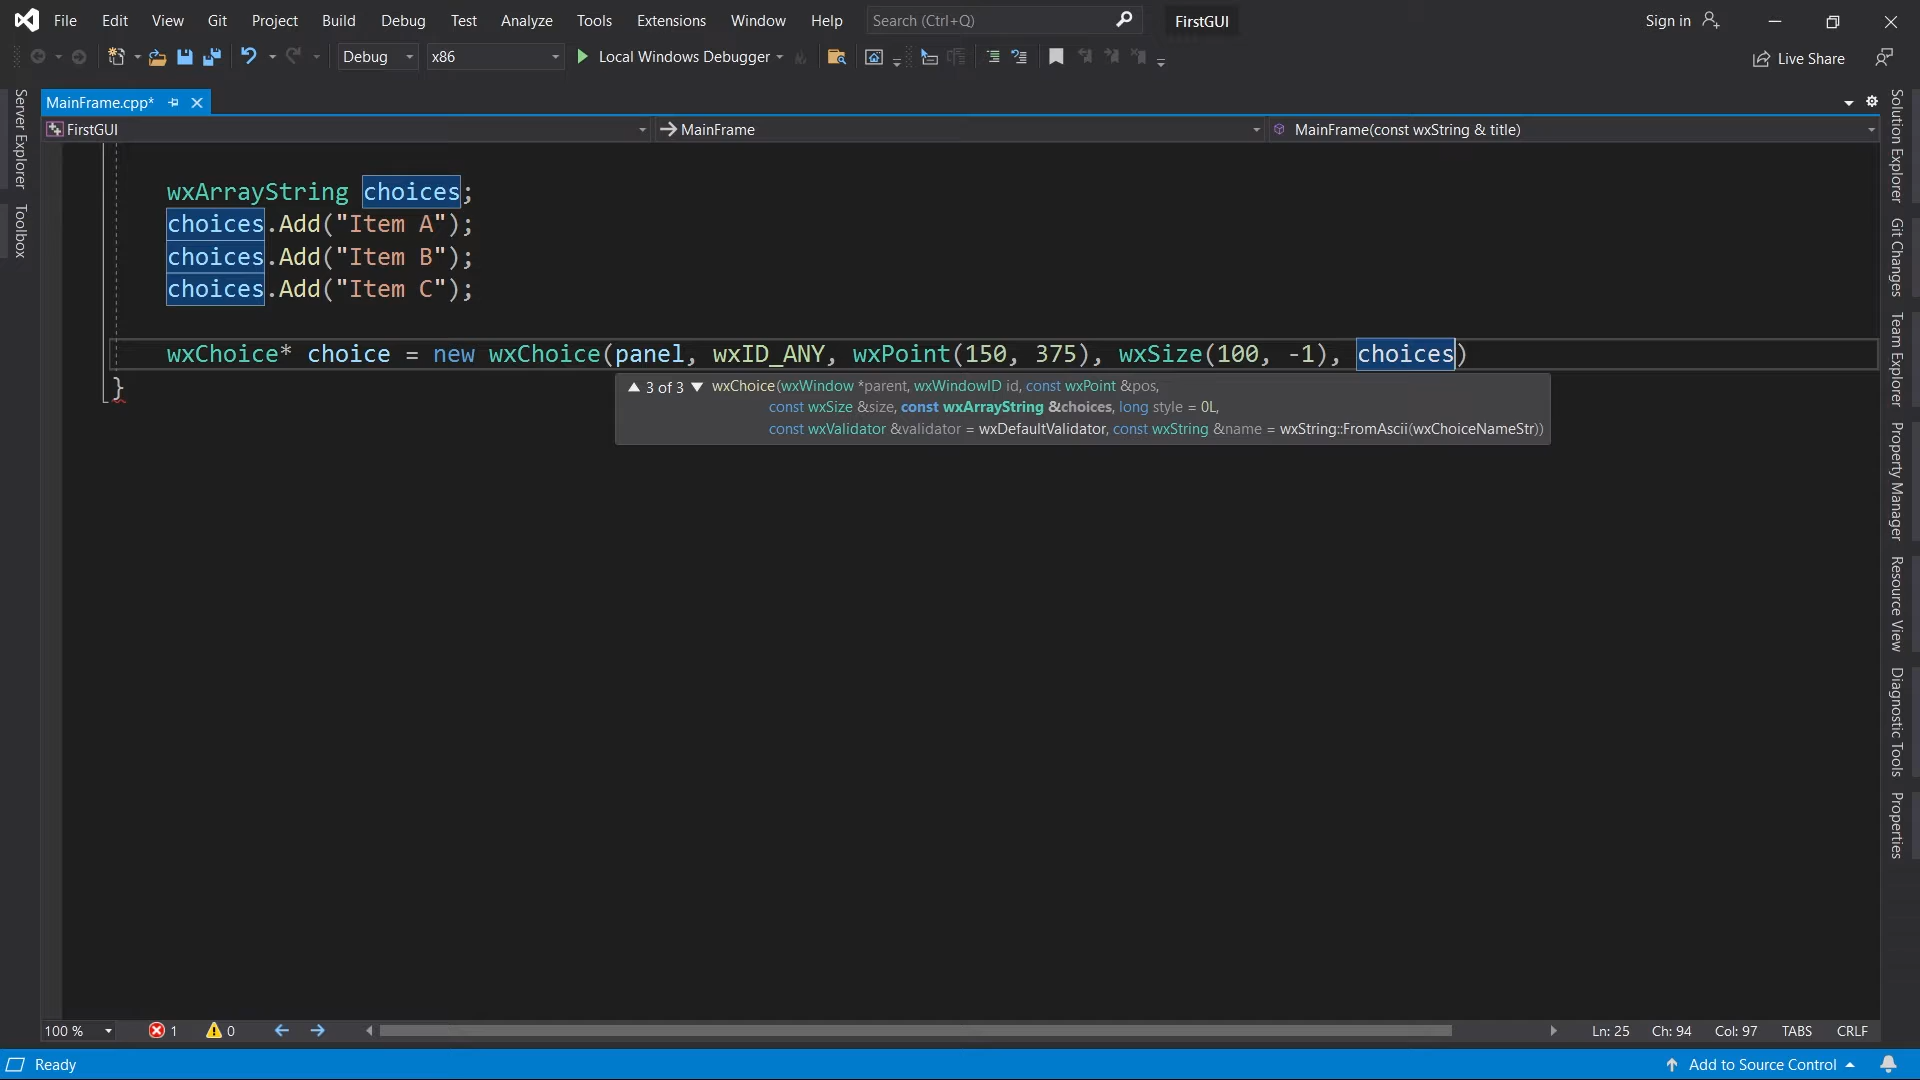 File Edit View Git Project Build Debug Test Analyze Tools Extensions Window Help Search (Ctrl+Q) FirstGUI Sign in
Debug x86 Local Windows Debugger Live Share
MainFrame.cpp*
FirstGUI MainFrame MainFrame(const wxString & title)
Server Explorer
Toolbox
wxArrayString choices;
choices.Add("Item A");
choices.Add("Item B");
choices.Add("Item C");
wxChoice* choice = new wxChoice(panel, wxID_ANY, wxPoint(150, 375), wxSize(100, -1), choices)
}
3 of 3 wxChoice(wxWindow *parent, wxWindowID id, const wxPoint &pos,
const wxSize &size, const wxArrayString &choices, long style = 0L,
const wxValidator &validator = wxDefaultValidator, const wxString &name = wxString::FromAscii(wxChoiceNameStr))
Solution Explorer
Git Changes
Team Explorer
Property Manager
Resource View
Diagnostic Tools
Properties
100 % 1 0 Ln: 25 Ch: 94 Col: 97 TABS CRLF
Ready Add to Source Control